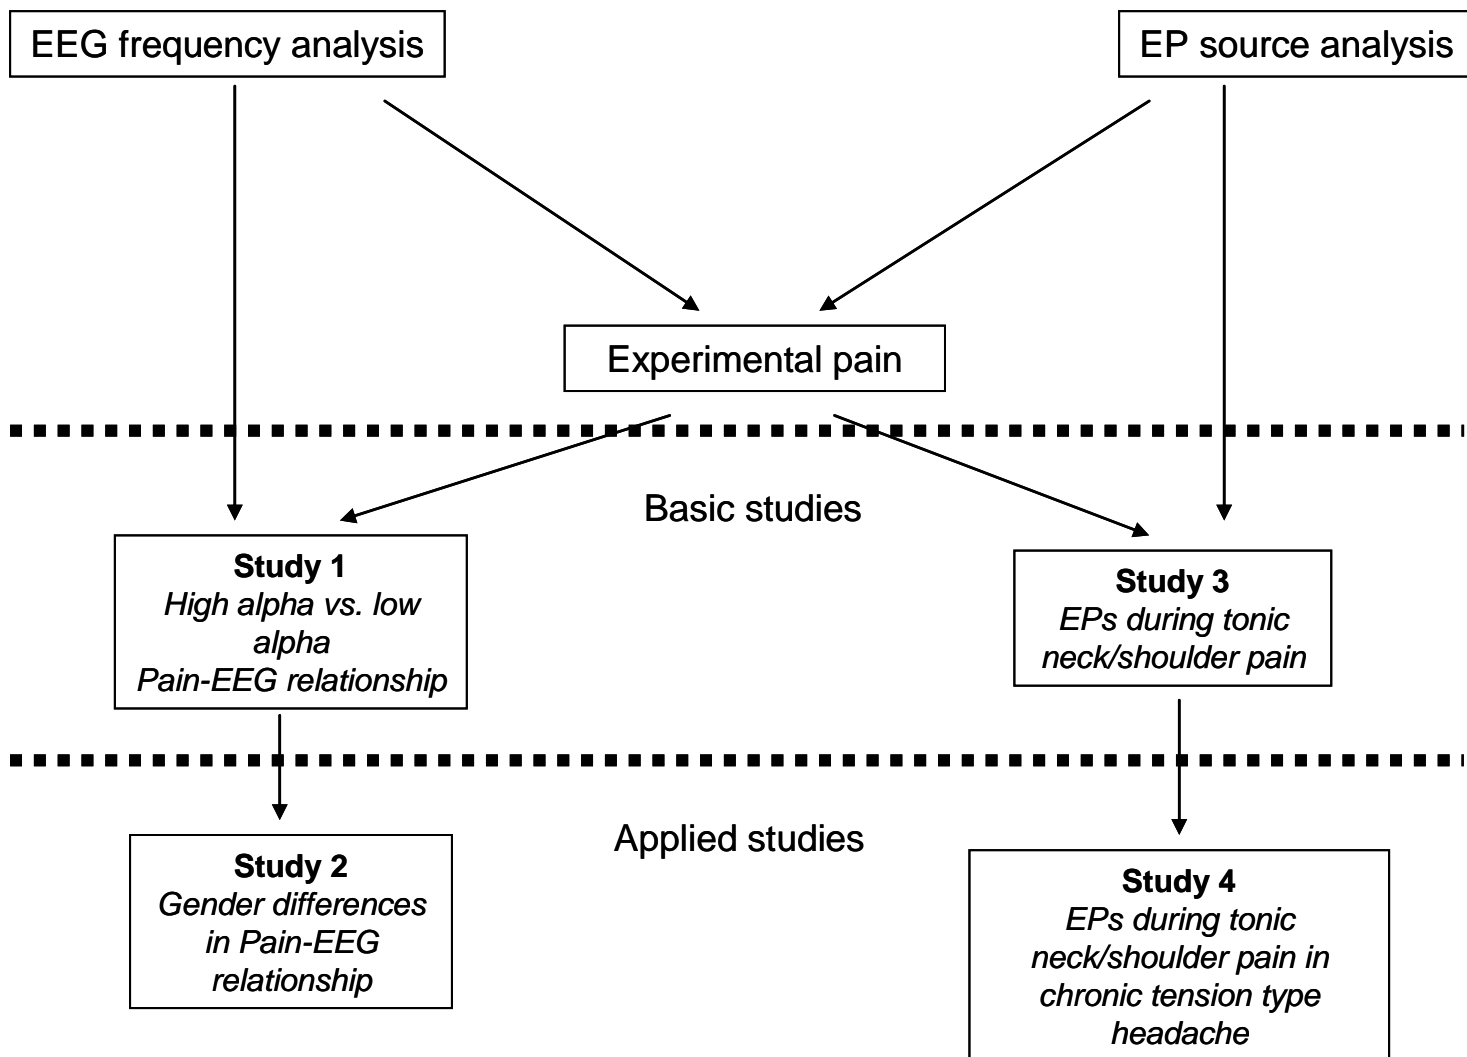 EEG frequency analysis
EP source analysis
Experimental pain
Basic studies
Study 1
High alpha vs. low
alpha
Pain-EEG relationship
Study 3
EPs during tonic
neck/shoulder pain
Applied studies
Study 2
Gender differences
in Pain-EEG
relationship
Study 4
EPs during tonic
neck/shoulder pain in
chronic tension type
headache